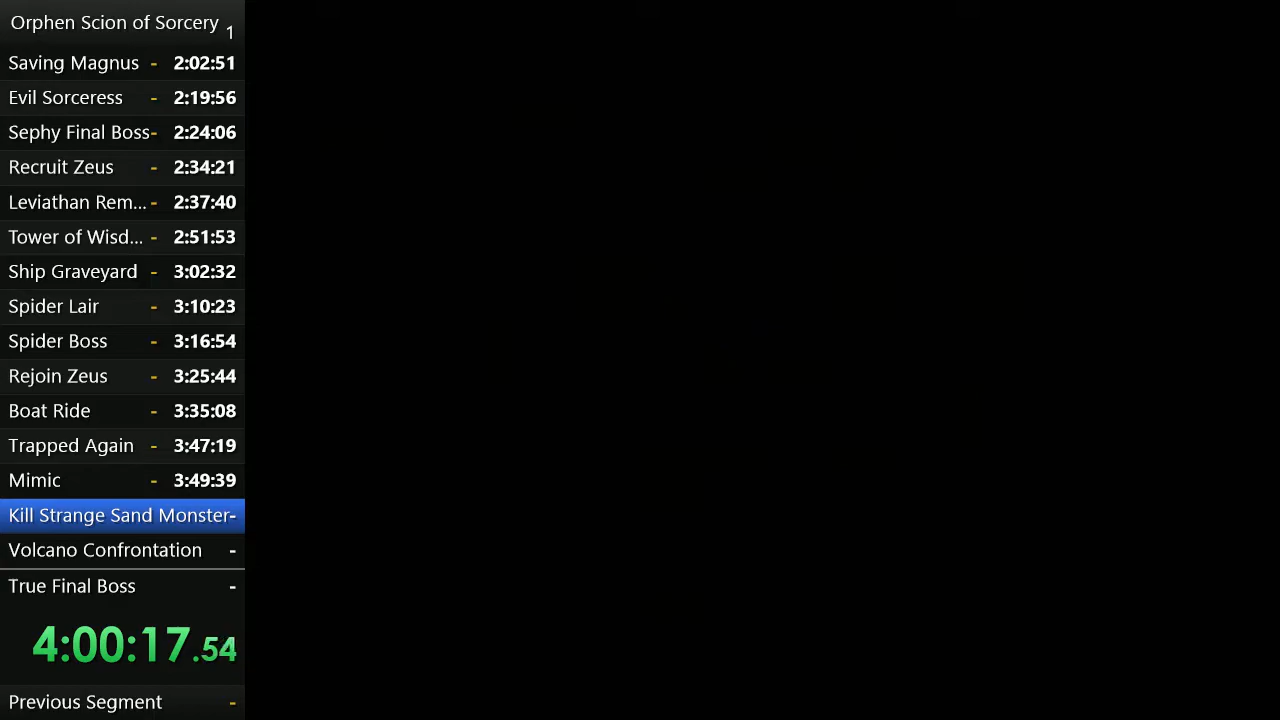 Orphen Scion of Sorcery 1
Saving Magnus - 2:02:51
Evil Sorceress - 2:19:56
Sephy Final Boss- 2:24:06
Recruit Zeus - 2:34:21
Leviathan Rem... - 2:37:40
Tower of Wisd... - 2:51:53
Ship Graveyard - 3:02:32
Spider Lair - 3:10:23
Spider Boss - 3:16:54
Rejoin Zeus - 3:25:44
Boat Ride - 3:35:08
Trapped Again - 3:47:19
Mimic - 3:49:39
Kill Strange Sand Monster-
Volcano Confrontation -
True Final Boss -
4:00:17.54
Previous Segment -